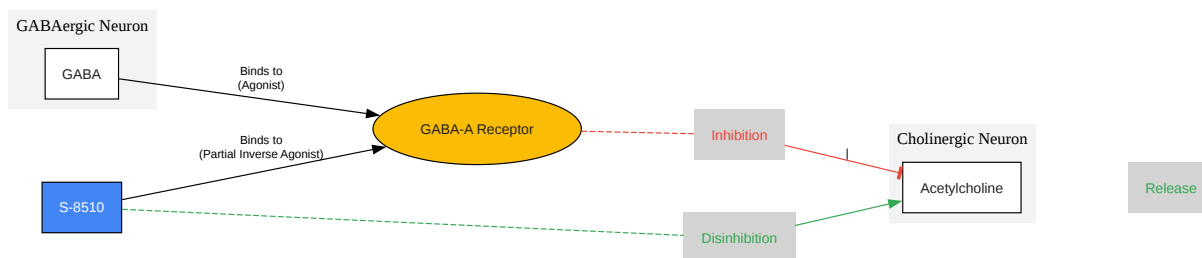 GABAergic Neuron
GABA
Binds to
(Agonist)
GABA-A Receptor
Binds to
(Partial Inverse Agonist)
S-8510
Inhibition
Disinhibition
Cholinergic Neuron
Acetylcholine
Release